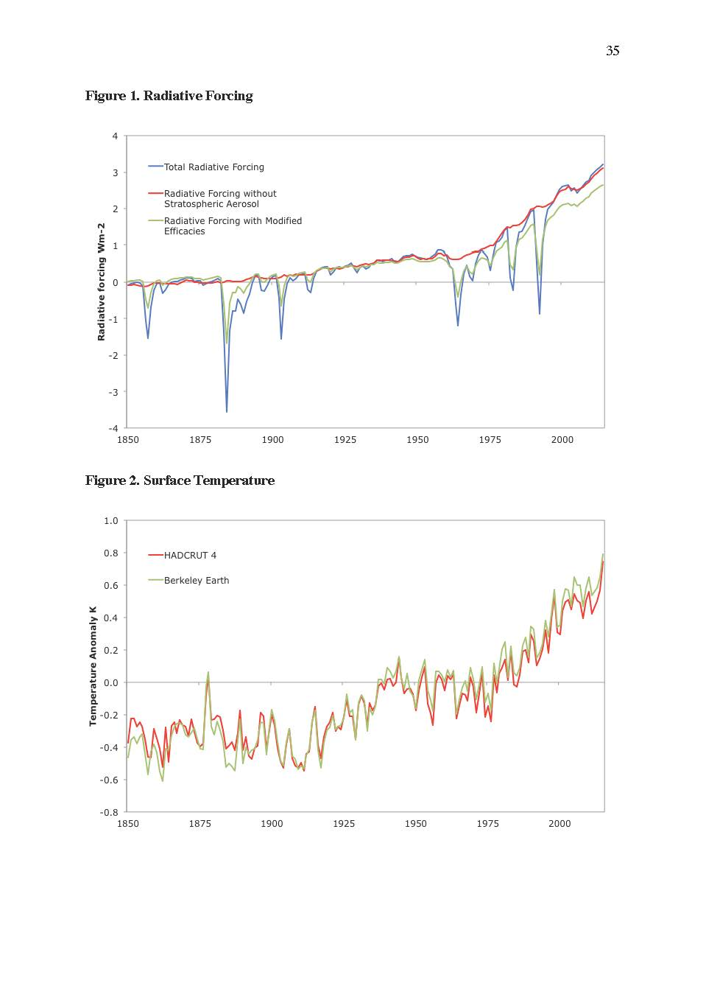 35
Figure 1. Radiative Forcing
4
3
2
1
0
-1
-2
-3
-4
Radiative forcing Wm-2
Total Radiative Forcing
Radiative Forcing without
Stratospheric Aerosol
Radiative Forcing with Modified
Efficacies
1850 1875 1900 1925 1950 1975 2000
Figure 2. Surface Temperature
1.0
0.8
0.6
0.4
0.2
0.0
-0.2
-0.4
-0.6
-0.8
Temperature Anomaly K
HADCRUT 4
Berkeley Earth
1850 1875 1900 1925 1950 1975 2000